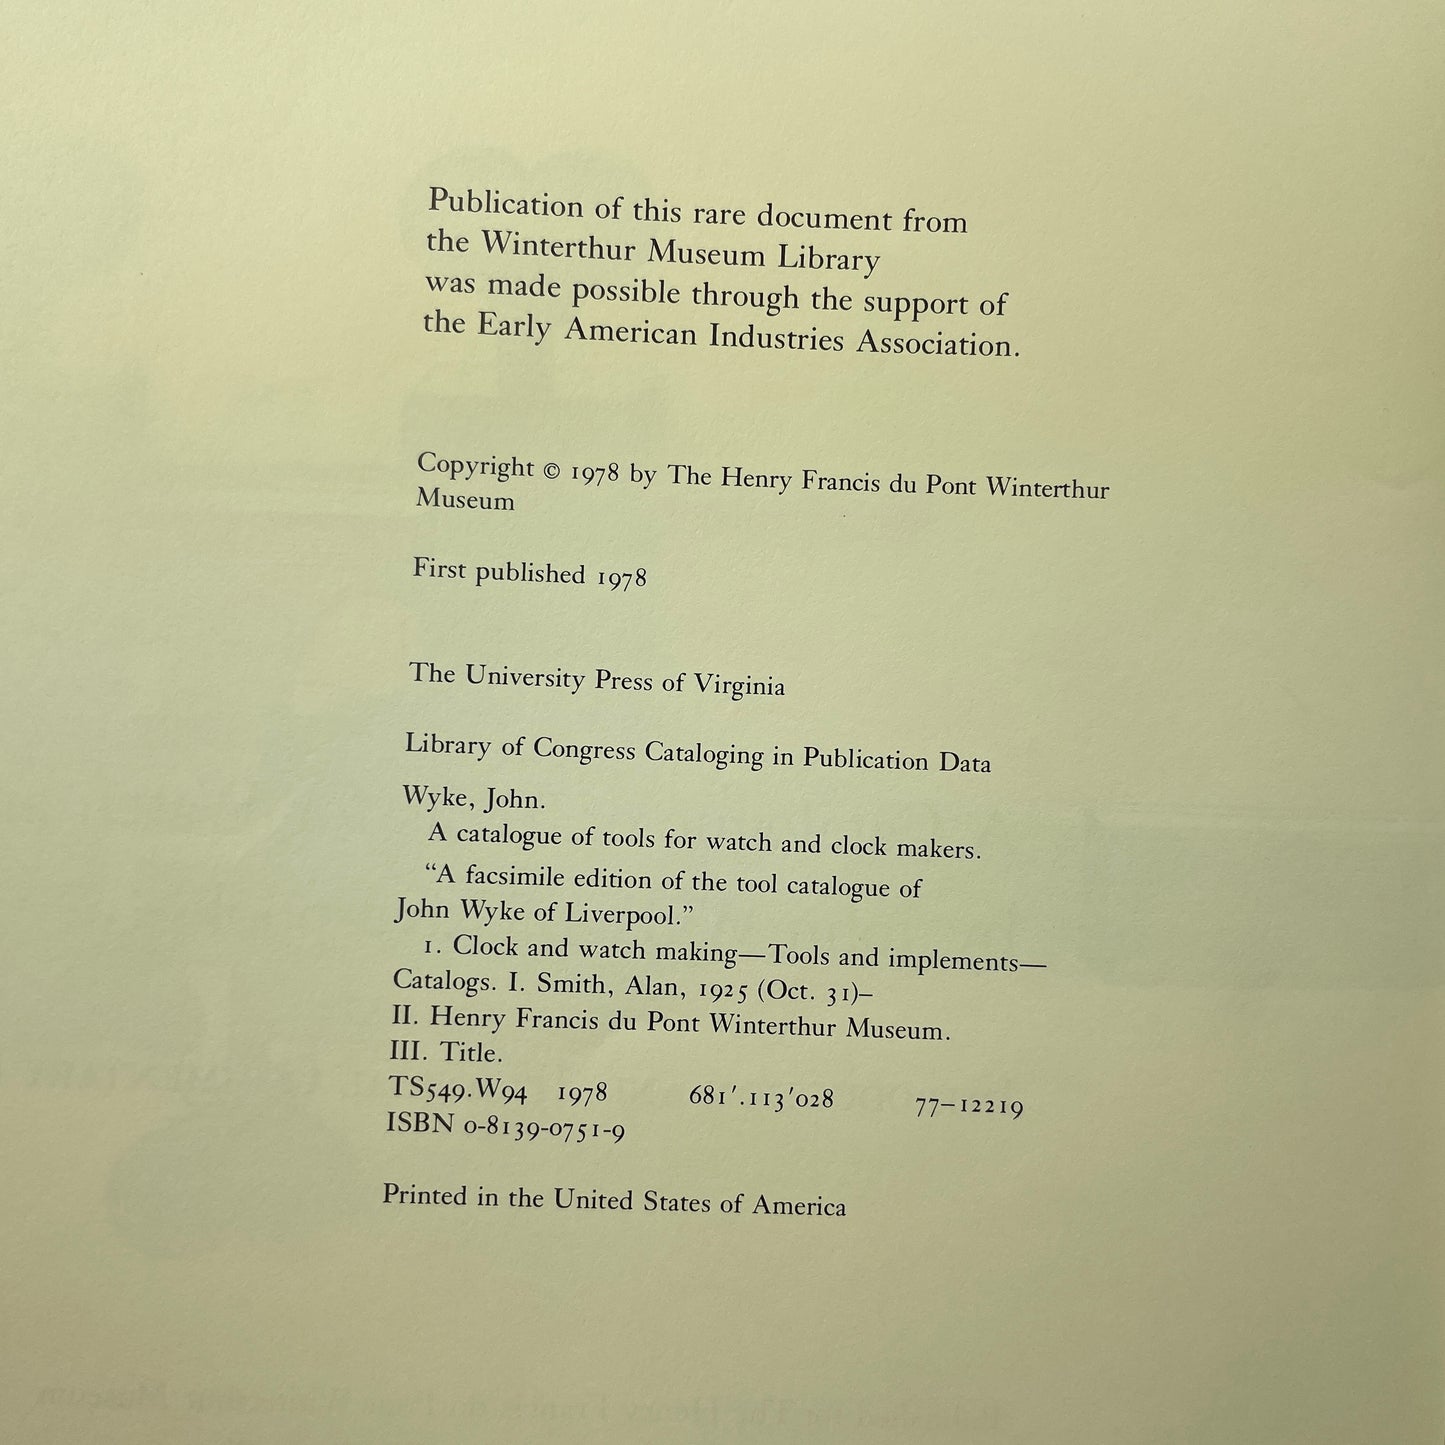 Publication of this rare document from
the Winterthur Museum Library
was made possible through the support of
the Early American Industries Association.
Copyright © 1978 by The Henry Francis du Pont Winterthur
Museum
First published 1978
The University Press of Virginia
Library of Congress Cataloging in Publication Data
Wyke, John.
A catalogue of tools for watch and clock makers.
“A facsimile edition of the tool catalogue of
John Wyke of Liverpool.”
1. Clock and watch making—Tools and implements—
Catalogs. I. Smith, Alan, 1925 (Oct. 31)–
II. Henry Francis du Pont Winterthur Museum.
III. Title.
TS549.W94 1978 681′.113′028 77–12219
ISBN 0-8139-0751-9
Printed in the United States of America